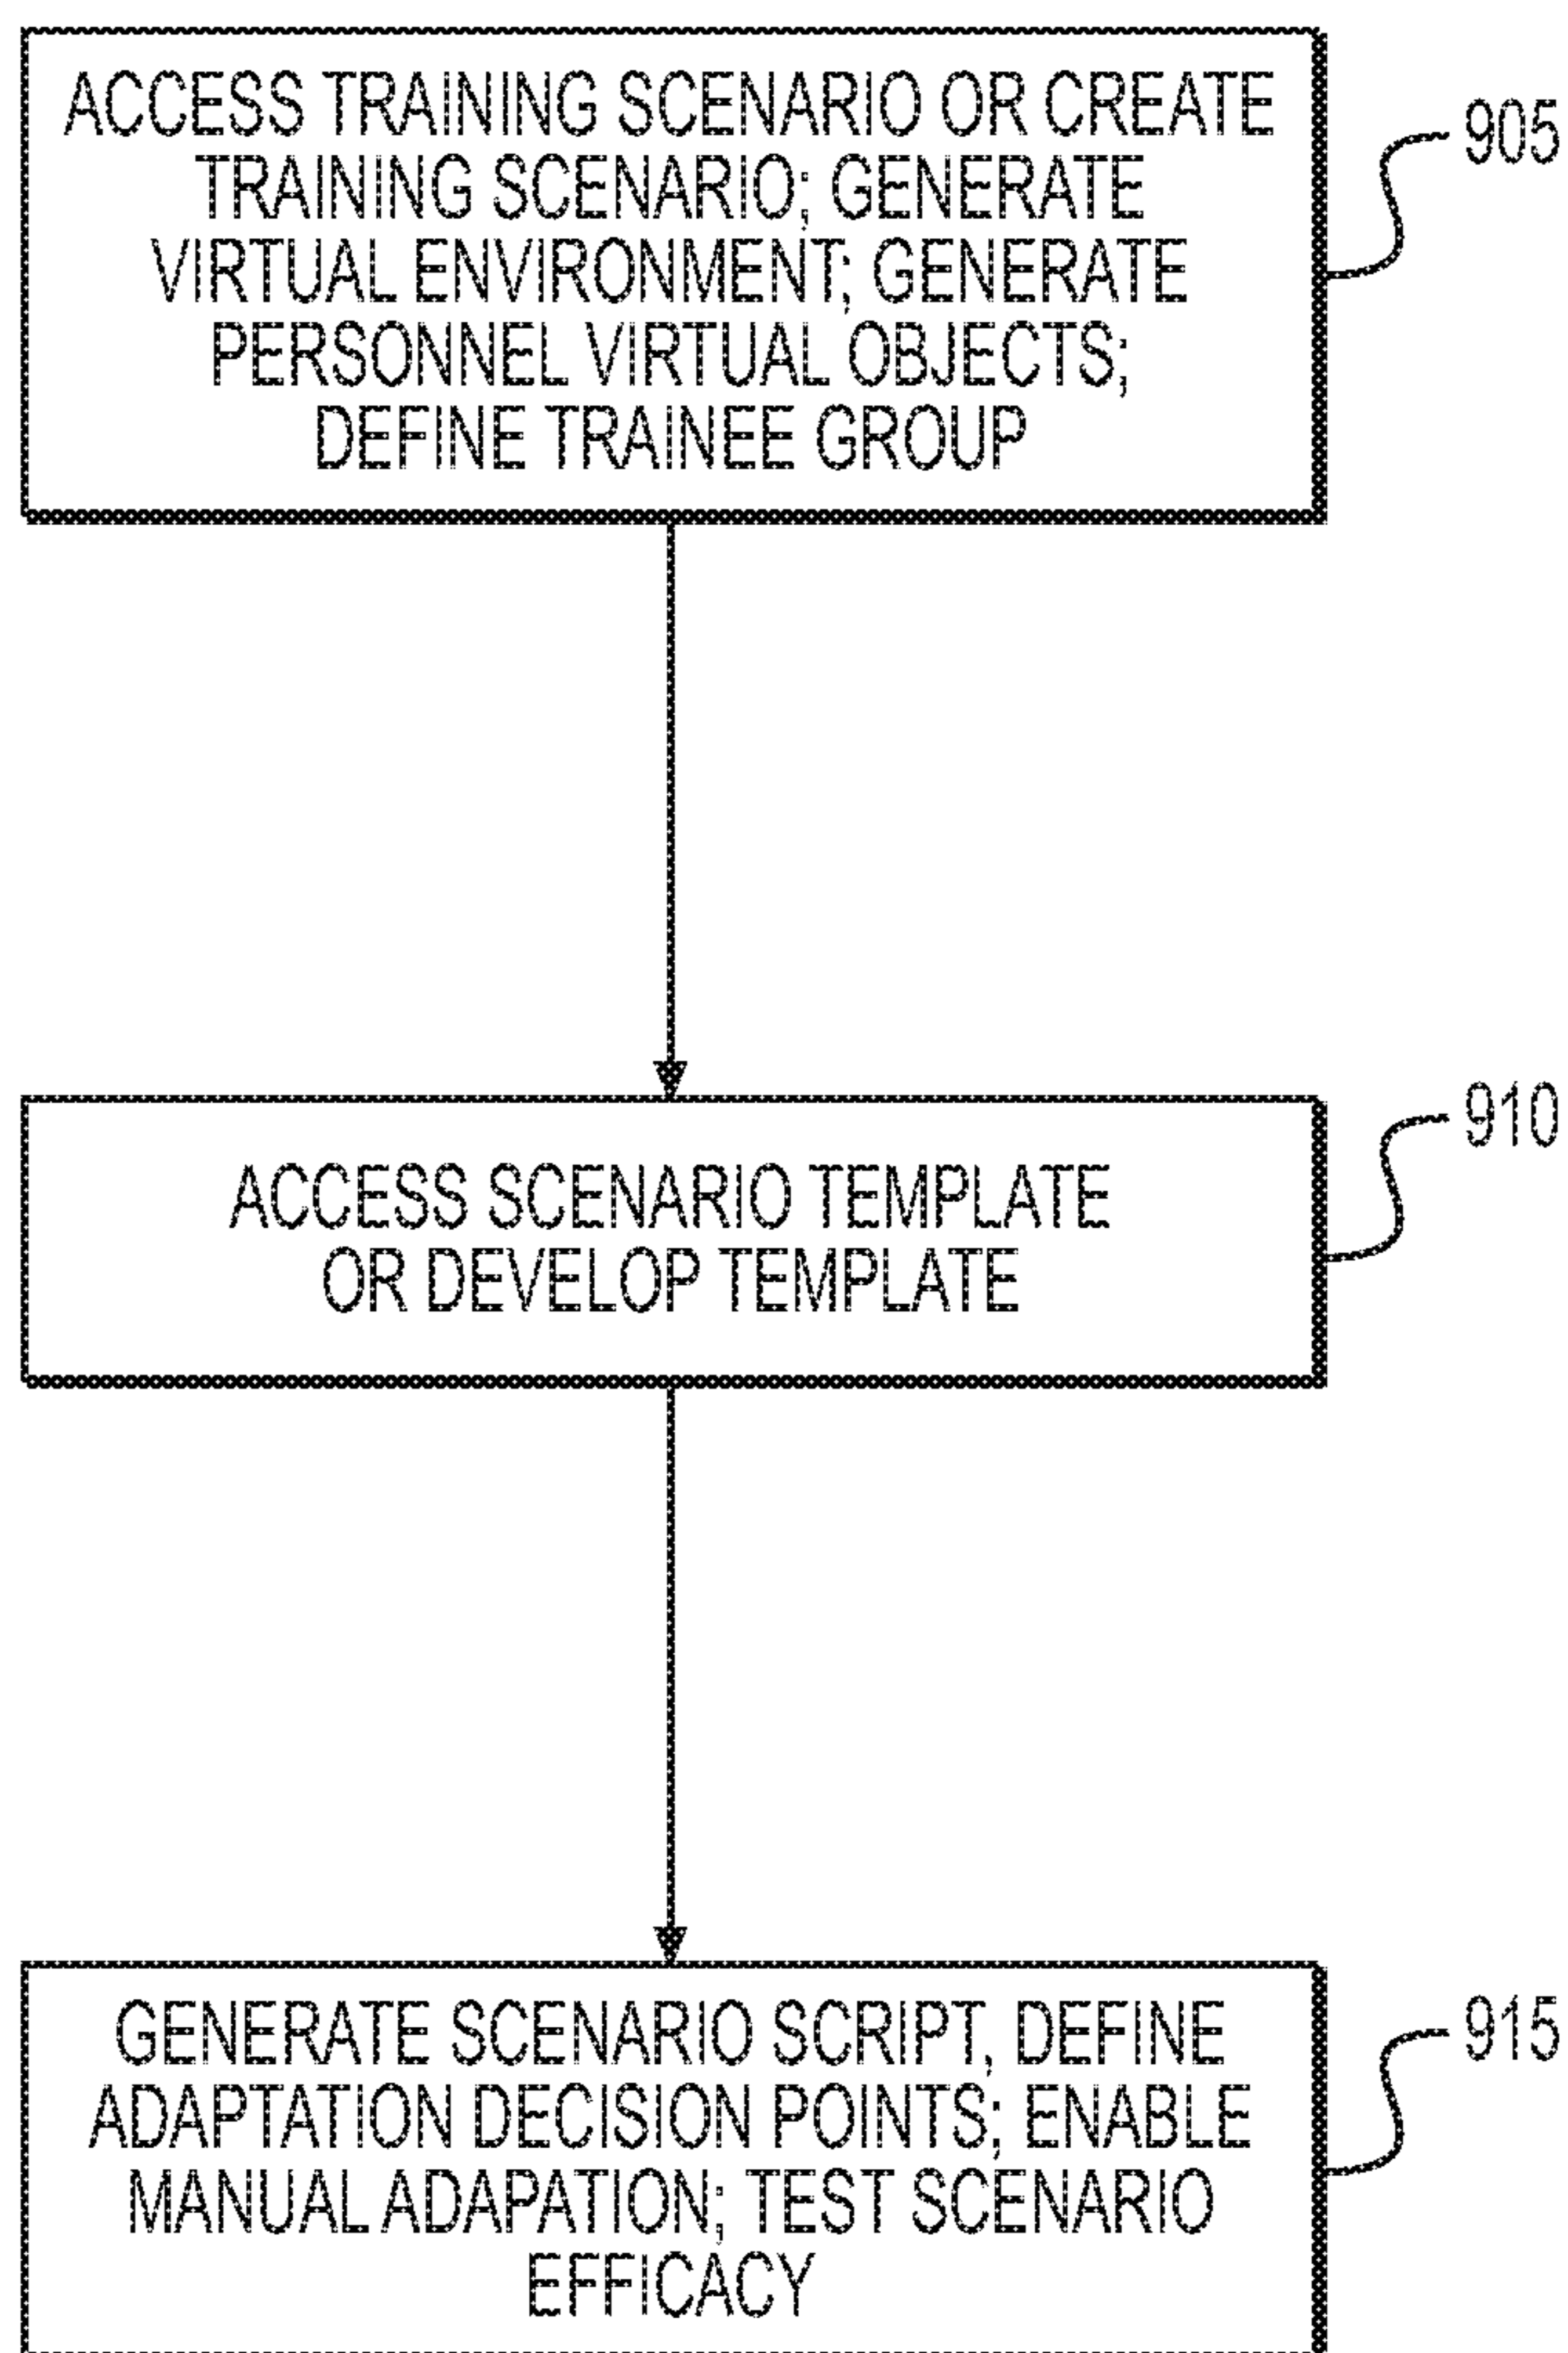 ACCESS TRAINING SCENARIO OR CREATE
TRAINING SCENARIO; GENERATE
VIRTUAL ENVIRONMENT; GENERATE
PERSONNEL VIRTUAL OBJECTS;
DEFINE TRAINEE GROUP
905
ACCESS SCENARIO TEMPLATE
OR DEVELOP TEMPLATE
910
GENERATE SCENARIO SCRIPT, DEFINE
ADAPTATION DECISION POINTS; ENABLE
MANUAL ADAPATION; TEST SCENARIO
EFFICACY
915